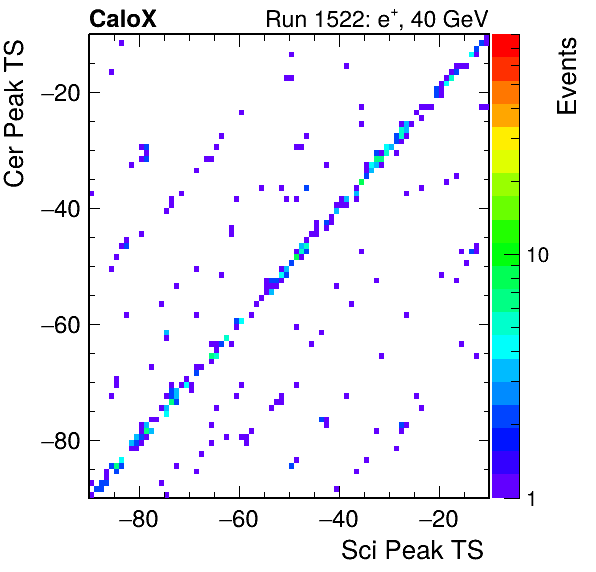 CaloX
Run 1522: e⁺, 40 GeV
Cer Peak TS
Events
−20
−40
−60
−80
10
1
−80
−60
−40
−20
Sci Peak TS